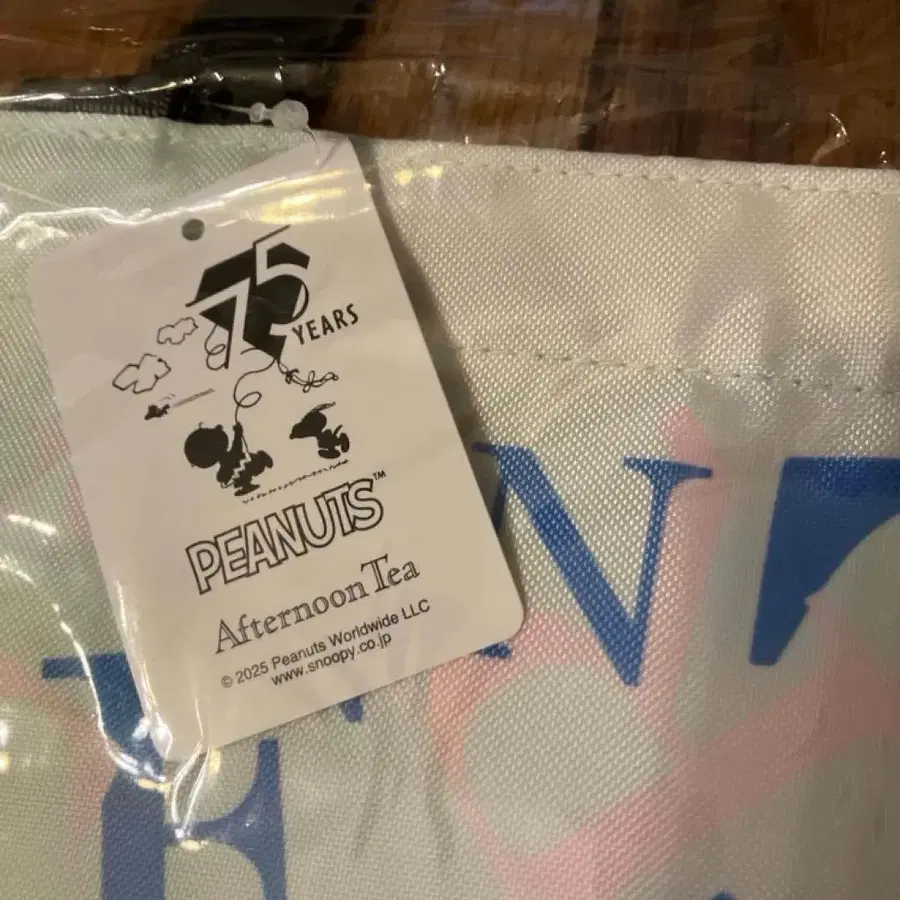 75
YEARS
PEANUTS™
Afternoon Tea
© 2025 Peanuts Worldwide LLC
www.snoopy.co.jp
N
E